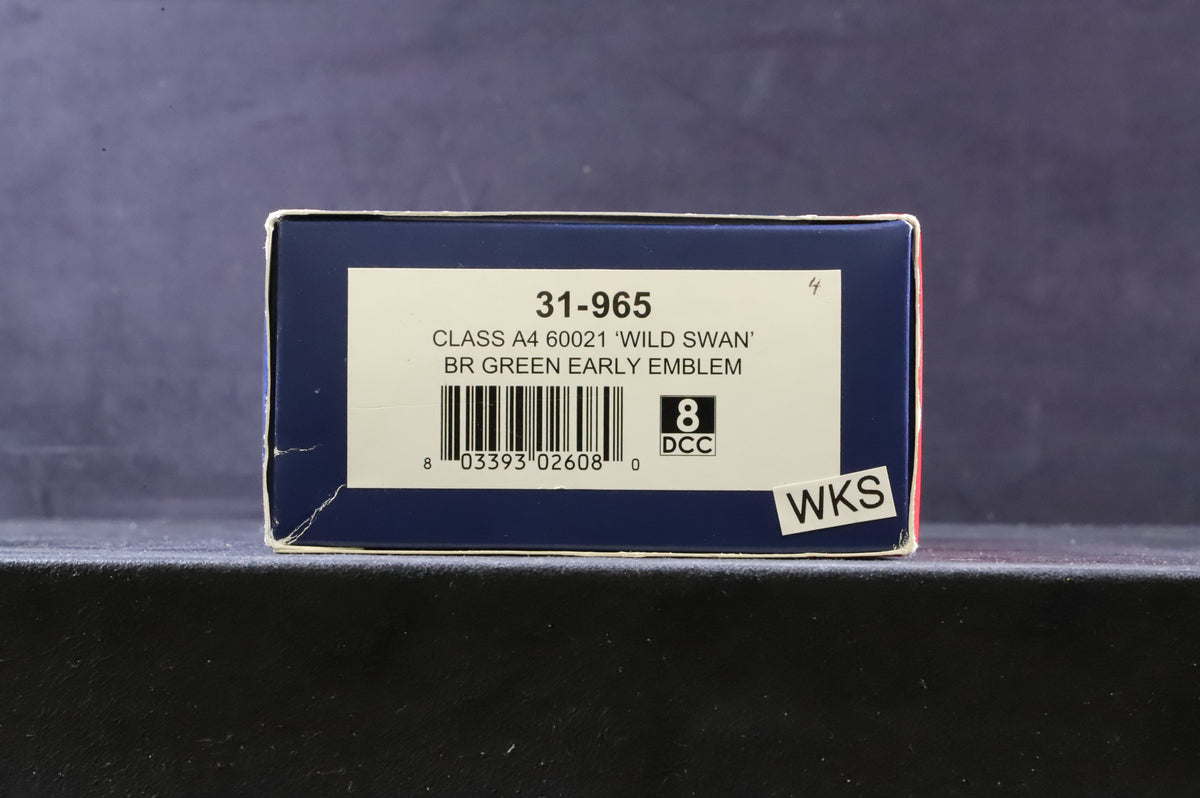 4
31-965
CLASS A4 60021 ‘WILD SWAN’
BR GREEN EARLY EMBLEM
8
DCC
8 03393 02608 0
WKS